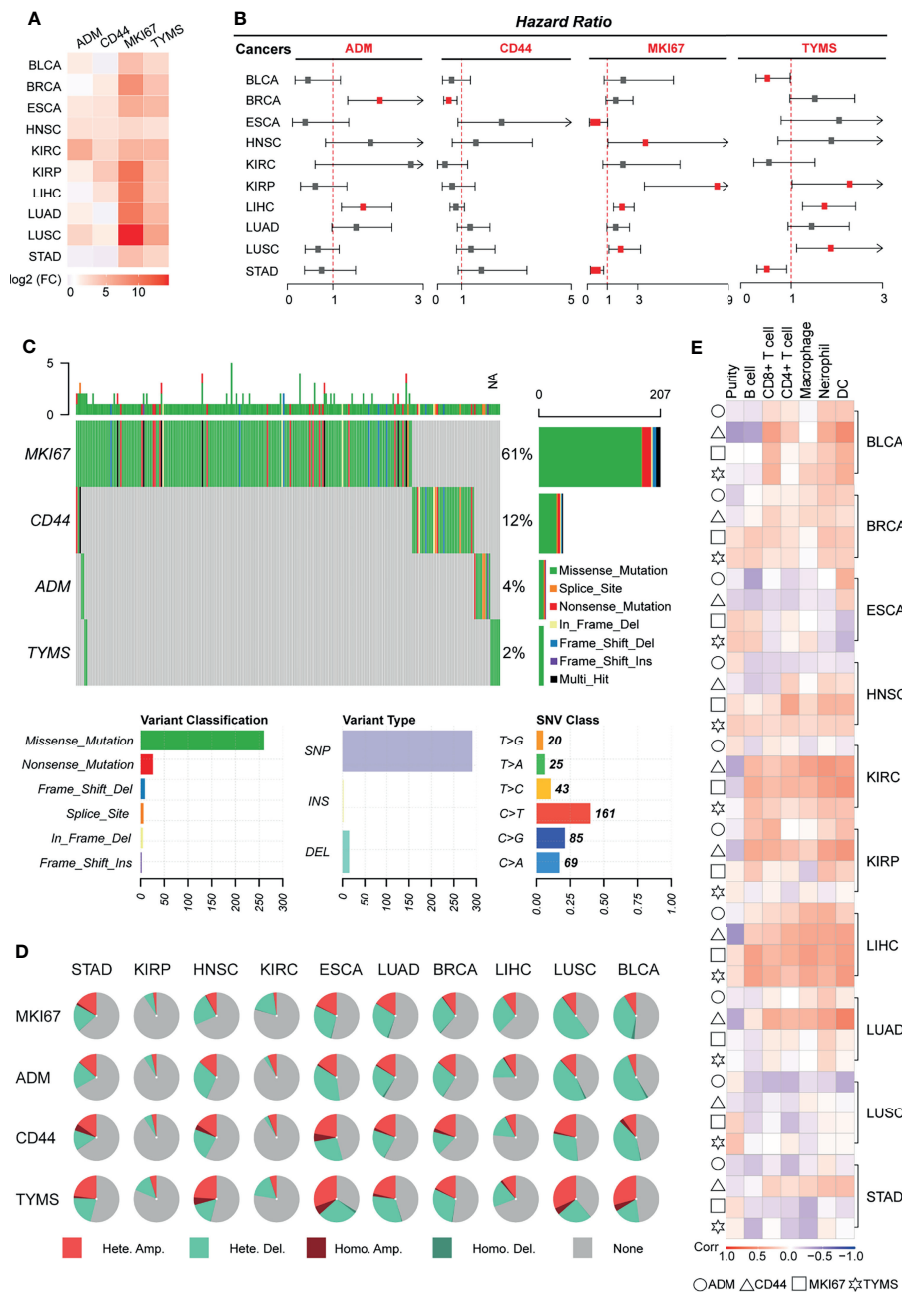 A
ADM
CD44
MKI67
TYMS
BLCA
BRCA
ESCA
HNSC
KIRC
KIRP
LIHC
LUAD
LUSC
STAD
log2 (FC)
0 5 10
B
Hazard Ratio
Cancers ADM CD44 MKI67 TYMS
BLCA
BRCA
ESCA
HNSC
KIRC
KIRP
LIHC
LUAD
LUSC
STAD
0 1 3 0 1 5 0 1 9 0 1 3
C
5
0
NA
0 207
MKI67 61%
CD44 12%
ADM 4%
TYMS 2%
Missense_Mutation
Splice_Site
Nonsense_Mutation
In_Frame_Del
Frame_Shift_Del
Frame_Shift_Ins
Multi_Hit
Variant Classification
Missense_Mutation
Nonsense_Mutation
Frame_Shift_Del
Splice_Site
In_Frame_Del
Frame_Shift_Ins
0 50 100 150 200 250 300
Variant Type
SNP
INS
DEL
0 50 100 150 200 250 300
SNV Class
T>G 20
T>A 25
T>C 43
C>T 161
C>G 85
C>A 69
0.00 0.25 0.50 0.75 1.00
D
STAD KIRP HNSC KIRC ESCA LUAD BRCA LIHC LUSC BLCA
MKI67
ADM
CD44
TYMS
Hete. Amp. Hete. Del. Homo. Amp. Homo. Del. None
E
Purity
B cell
CD8+ T cell
CD4+ T cell
Macrophage
Netrophil
DC
BLCA
BRCA
ESCA
HNSC
KIRC
KIRP
LIHC
LUAD
LUSC
STAD
Corr
1.0 0.5 0.0 -0.5 -1.0
ADM CD44 MKI67 TYMS